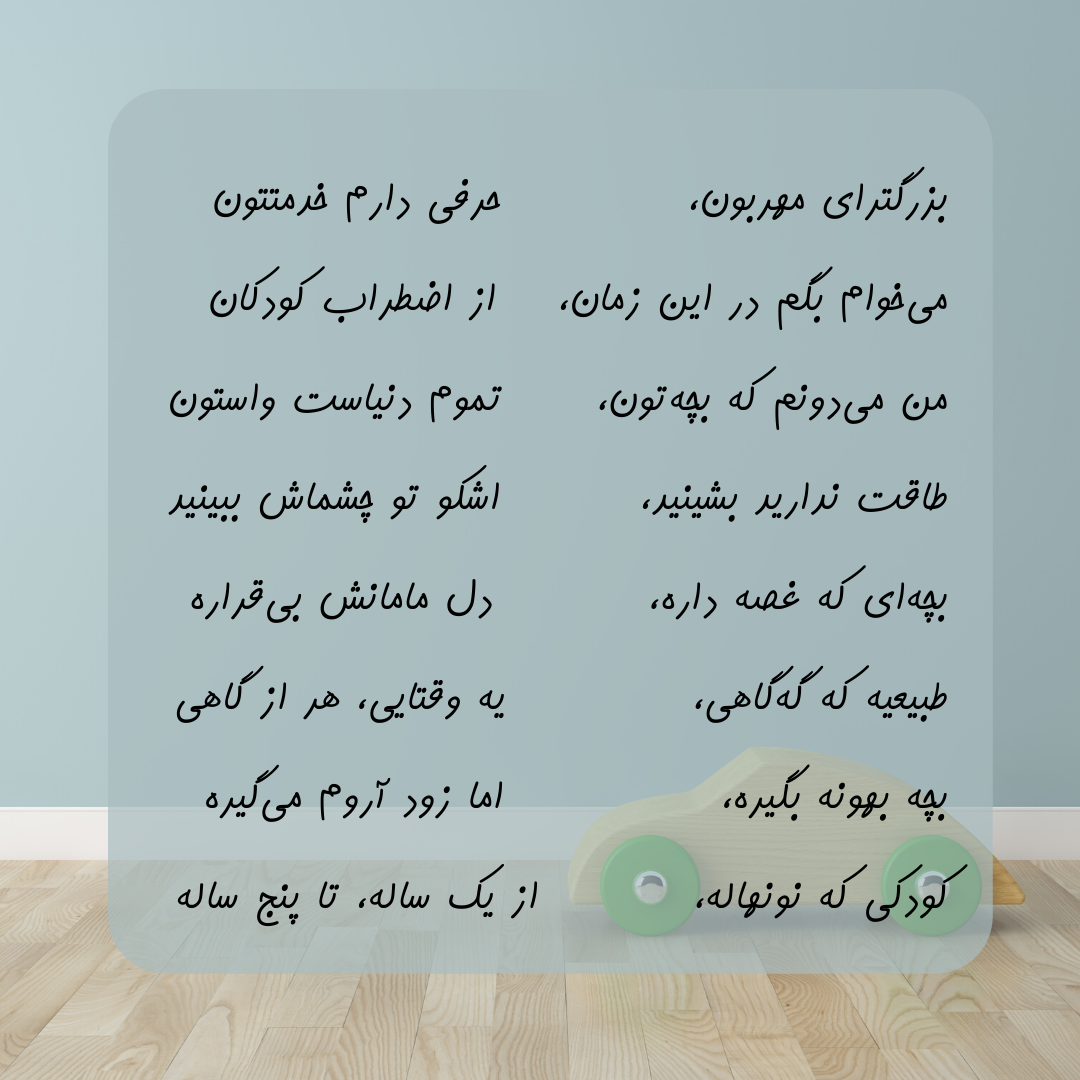 بزرگترای مهربون، حرفی دارم خدمتتون
می‌خوام بگم در این زمان، از اضطراب کودکان
من می‌دونم که بچه‌تون، تموم دنیاست واستون
طاقت ندارید بشینید، اشکو تو چشماش ببینید
بچه‌ای که غصه داره، دل مامانش بی‌قراره
طبیعیه که گه‌گاهی، یه وقتایی، هر از گاهی
بچه بهونه بگیره، اما زود آروم می‌گیره
کودکی که نونهاله، از یک ساله، تا پنج ساله